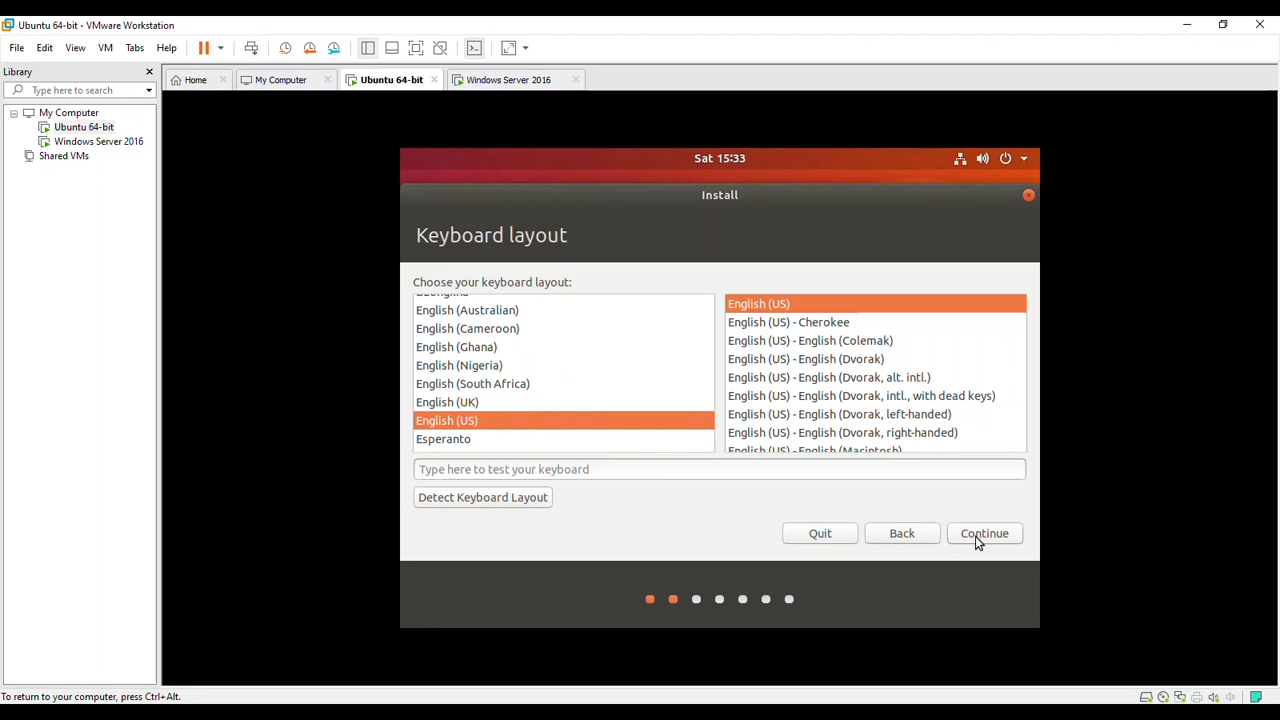 Ubuntu 64-bit - VMware Workstation
File Edit View VM Tabs Help
Library
Type here to search
Home
My Computer
Ubuntu 64-bit
Windows Server 2016
My Computer
Ubuntu 64-bit
Windows Server 2016
Shared VMs
Sat 15:33
Install
Keyboard layout
Choose your keyboard layout:
English (Australian)
English (Cameroon)
English (Ghana)
English (Nigeria)
English (South Africa)
English (UK)
English (US)
Esperanto
English (US)
English (US) - Cherokee
English (US) - English (Colemak)
English (US) - English (Dvorak)
English (US) - English (Dvorak, alt. intl.)
English (US) - English (Dvorak, intl., with dead keys)
English (US) - English (Dvorak, left-handed)
English (US) - English (Dvorak, right-handed)
English (US) - English (Macintosh)
Type here to test your keyboard
Detect Keyboard Layout
Quit
Back
Continue
To return to your computer, press Ctrl+Alt.